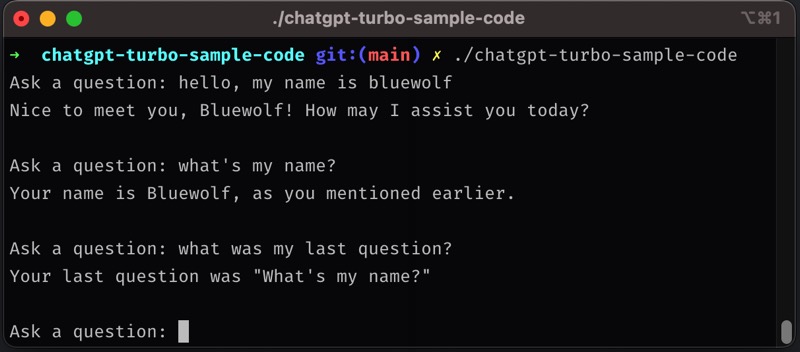 ./chatgpt-turbo-sample-code ⌥⌘1
➜ chatgpt-turbo-sample-code git:(main) ✗ ./chatgpt-turbo-sample-code
Ask a question: hello, my name is bluewolf
Nice to meet you, Bluewolf! How may I assist you today?
Ask a question: what's my name?
Your name is Bluewolf, as you mentioned earlier.
Ask a question: what was my last question?
Your last question was "What's my name?"
Ask a question: